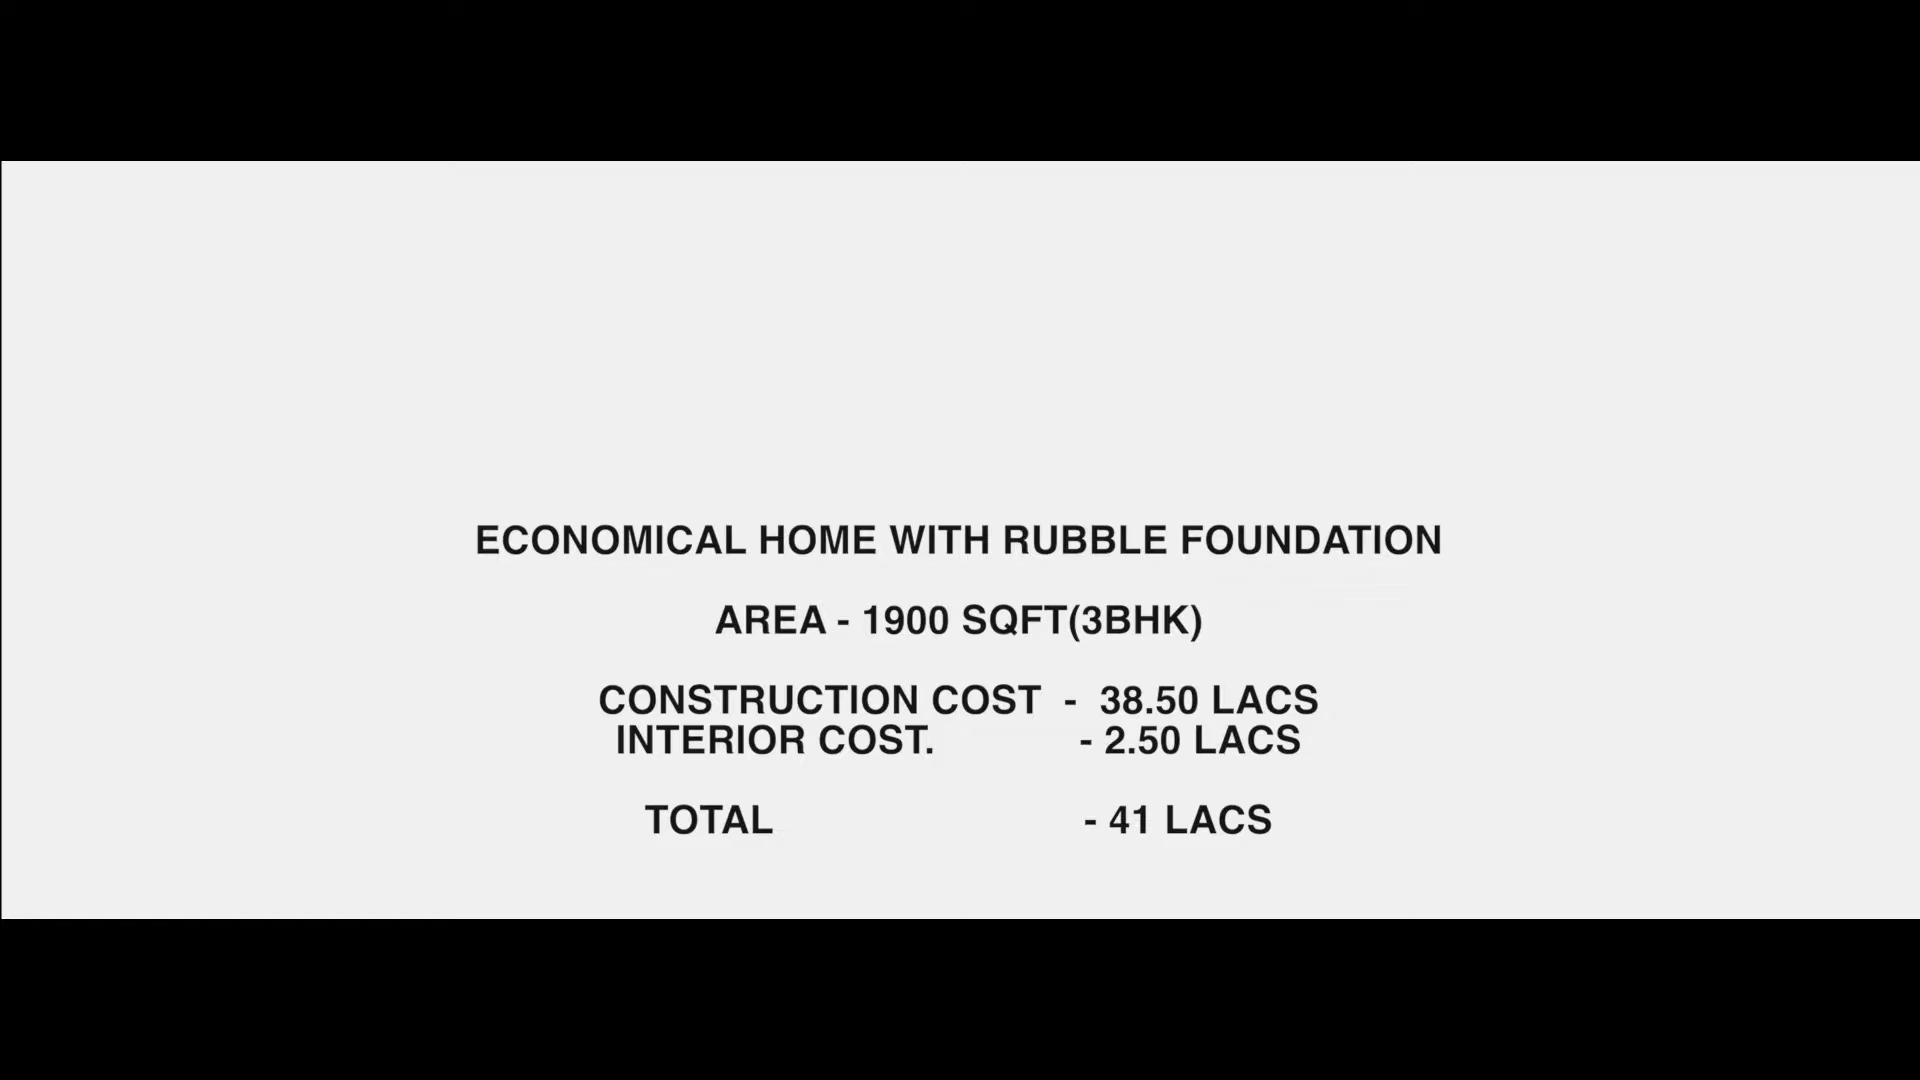 ECONOMICAL HOME WITH RUBBLE FOUNDATION
AREA - 1900 SQFT(3BHK)
CONSTRUCTION COST - 38.50 LACS
INTERIOR COST. - 2.50 LACS
TOTAL - 41 LACS